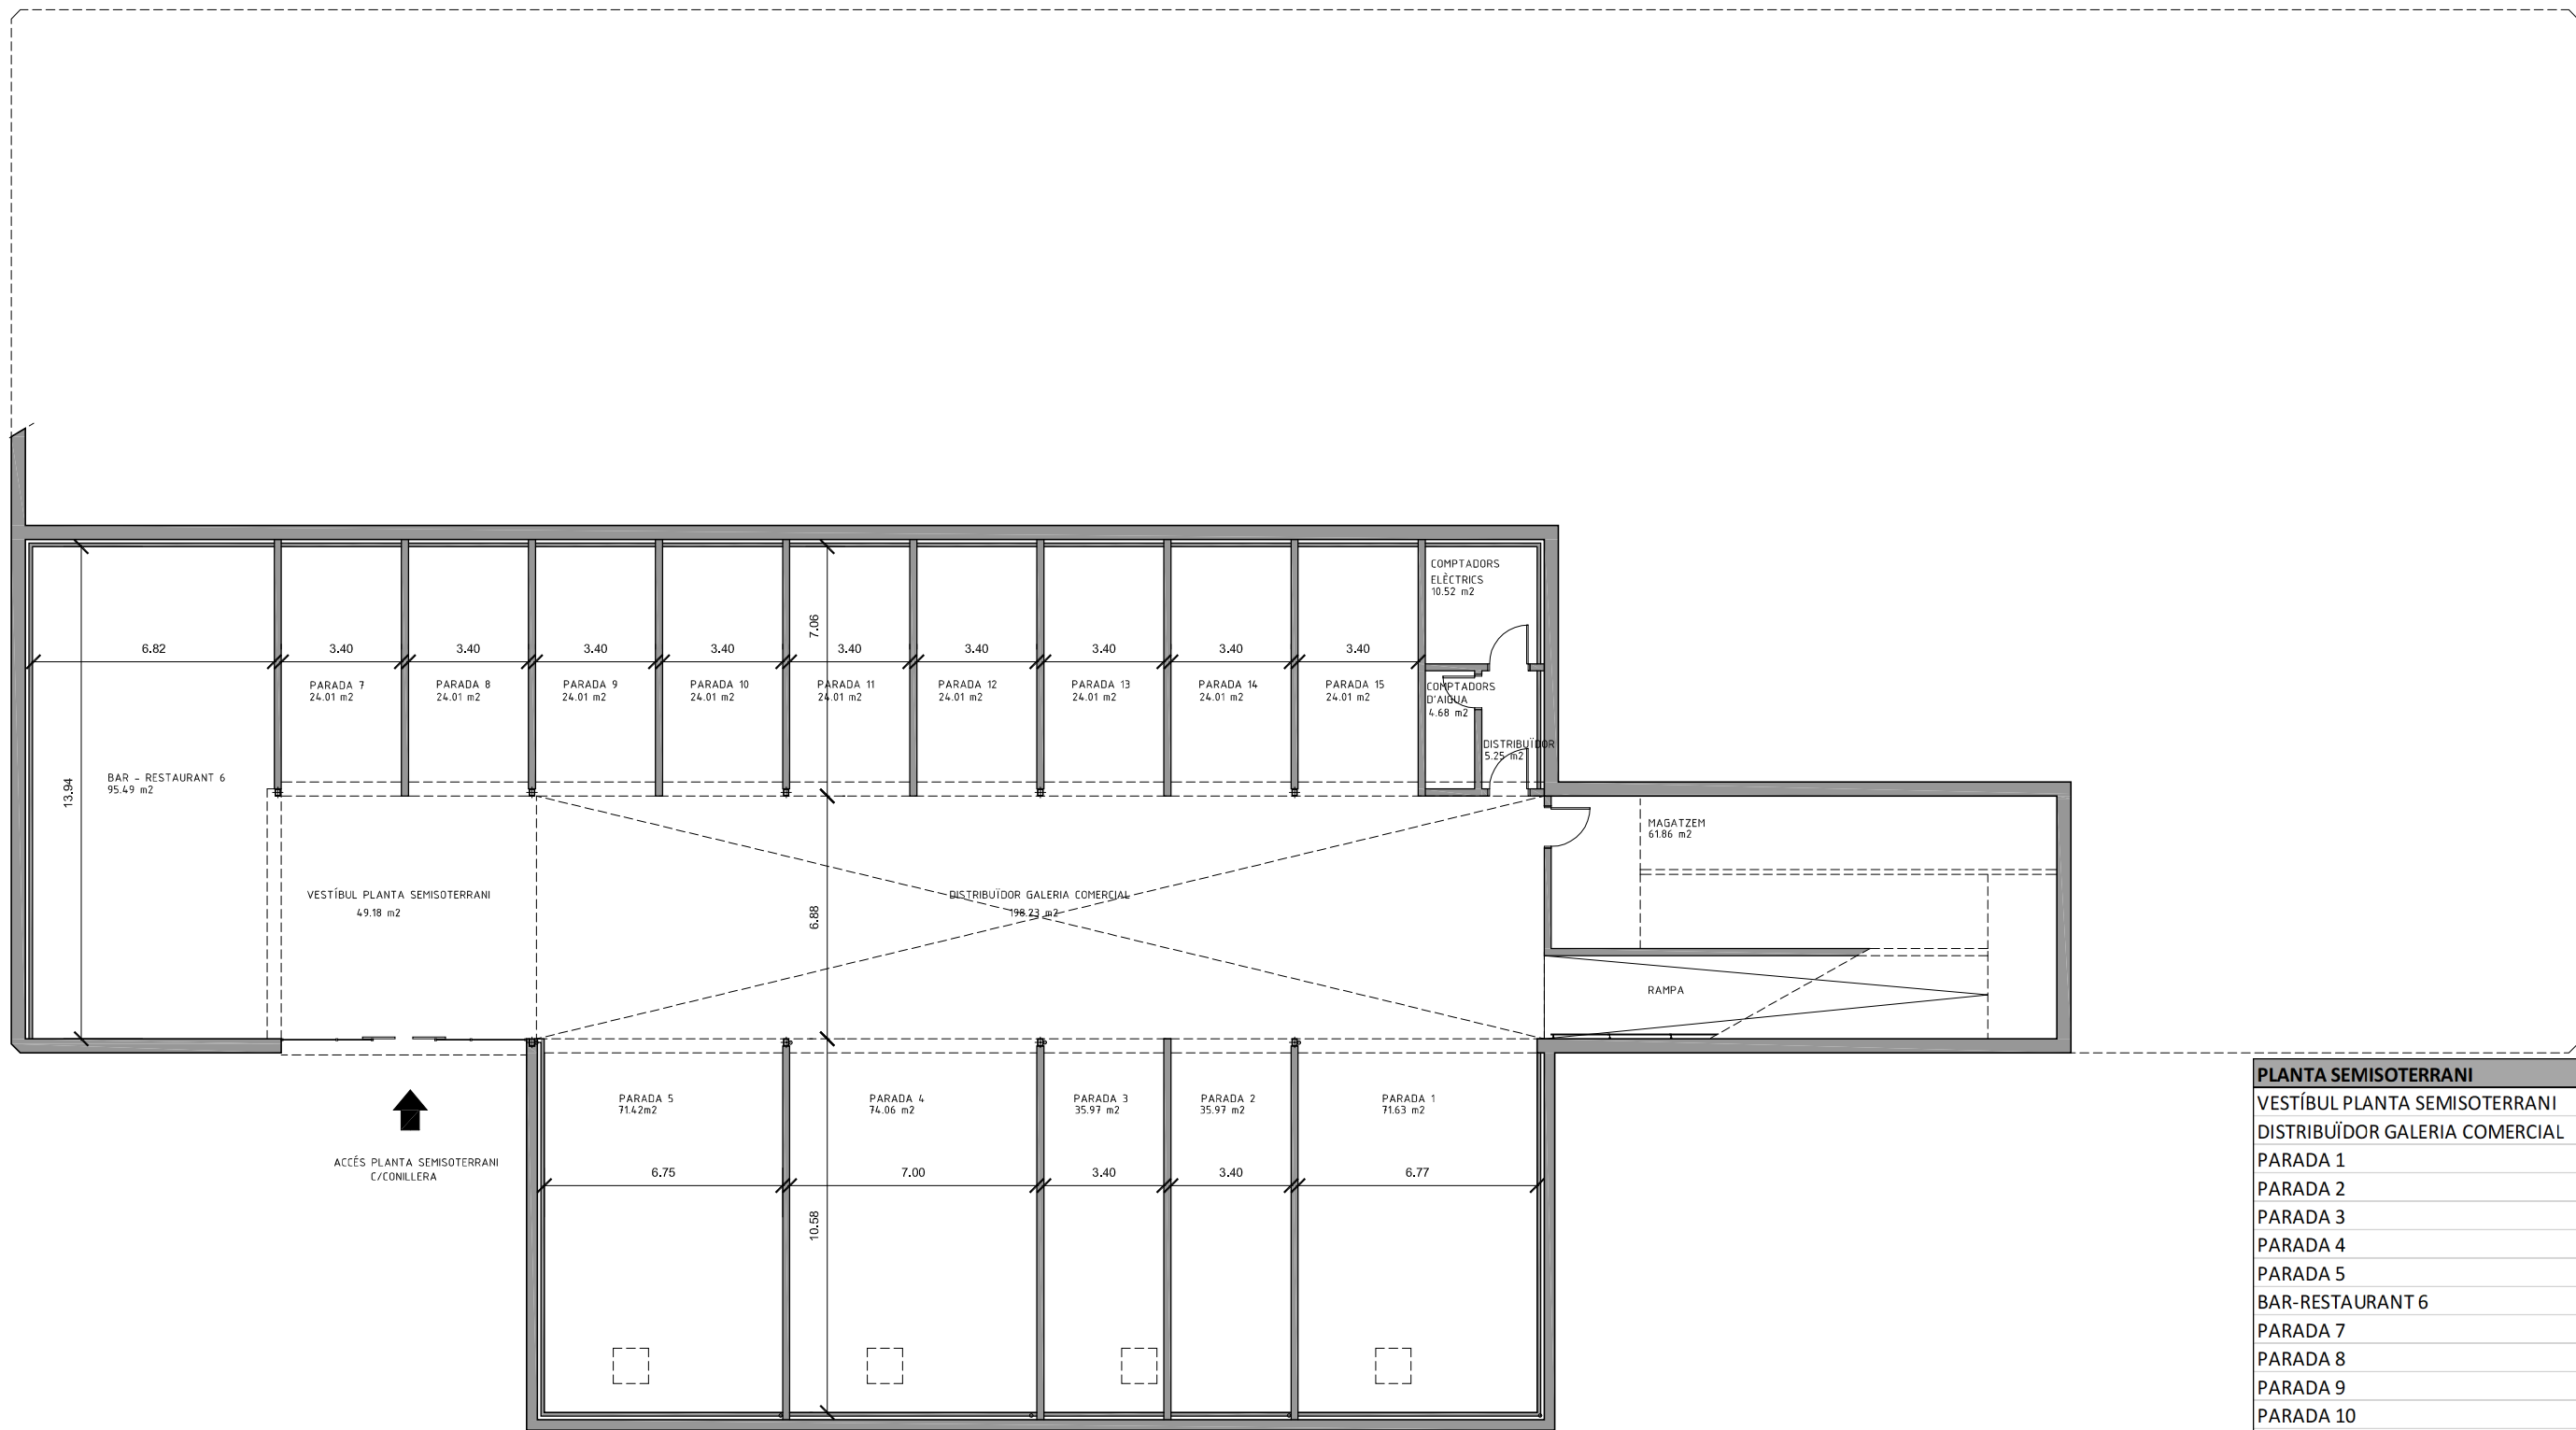 COMPTADORS
ELÈCTRICS
10.52 m2
7.06
6.82
3.40
3.40
3.40
3.40
3.40
3.40
3.40
3.40
3.40
PARADA 7
24.01 m2
PARADA 8
24.01 m2
PARADA 9
24.01 m2
PARADA 10
24.01 m2
PARADA 11
24.01 m2
PARADA 12
24.01 m2
PARADA 13
24.01 m2
PARADA 14
24.01 m2
PARADA 15
24.01 m2
COMPTADORS
D'AIGUA
4.68 m2
DISTRIBUÏDOR
5.25 m2
13.94
BAR - RESTAURANT 6
95.49 m2
MAGATZEM
61.86 m2
VESTÍBUL PLANTA SEMISOTERRANI
49.18 m2
6.88
DISTRIBUÏDOR GALERIA COMERCIAL
198.23 m2
RAMPA
PARADA 5
71.42m2
PARADA 4
74.06 m2
PARADA 3
35.97 m2
PARADA 2
35.97 m2
PARADA 1
71.63 m2
ACCÉS PLANTA SEMISOTERRANI
C/CONILLERA
6.75
7.00
3.40
3.40
6.77
10.58
PLANTA SEMISOTERRANI
VESTÍBUL PLANTA SEMISOTERRANI
DISTRIBUÏDOR GALERIA COMERCIAL
PARADA 1
PARADA 2
PARADA 3
PARADA 4
PARADA 5
BAR-RESTAURANT 6
PARADA 7
PARADA 8
PARADA 9
PARADA 10